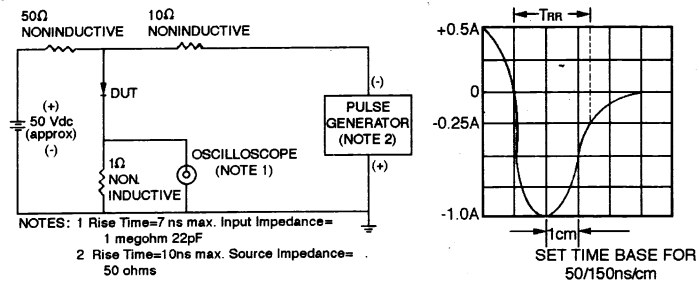 50Ω
NONINDUCTIVE
10Ω
NONINDUCTIVE
DUT
(+)
50 Vdc
(approx)
(-)
1Ω
NON.
INDUCTIVE
OSCILLOSCOPE
(NOTE 1)
(-)
PULSE
GENERATOR
(NOTE 2)
(+)
NOTES: 1 Rise Time=7 ns max. Input Impedance=
1 megohm 22pF
2 Rise Time=10ns max. Source Impedance=
50 ohms
TRR
+0.5A
0
-0.25A
-1.0A
1cm
SET TIME BASE FOR
50/150ns/cm